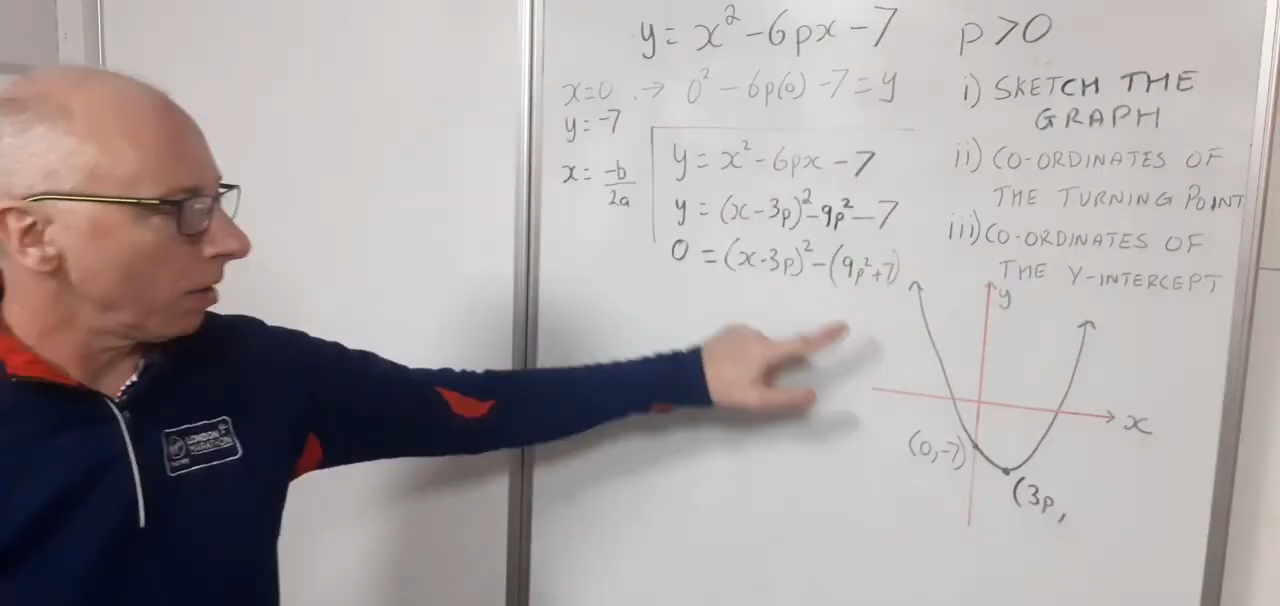 y = x² - 6px - 7
p > 0
x=0 .→ 0² - 6p(0) - 7 = y
y = -7
x = -b/2a
y = x² - 6px - 7
y = (x-3p)² - 9p² - 7
0 = (x-3p)² - (9p²+7)
i) SKETCH THE
GRAPH
ii) CO-ORDINATES OF
THE TURNING POINT
iii) CO-ORDINATES OF
THE Y-INTERCEPT
y
x
(0,-7)
(3p,
LONDON
MARATHON